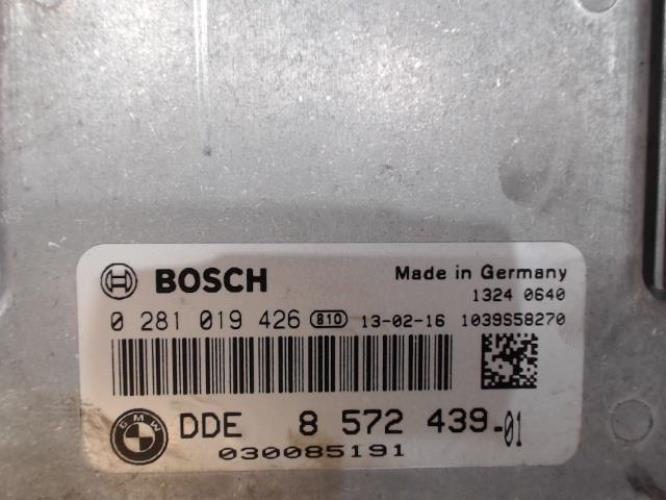 BOSCH Made in Germany
1324 0640
0 281 019 426 810 13-02-16 1039S58270
BMW DDE 8 572 439-01
030085191